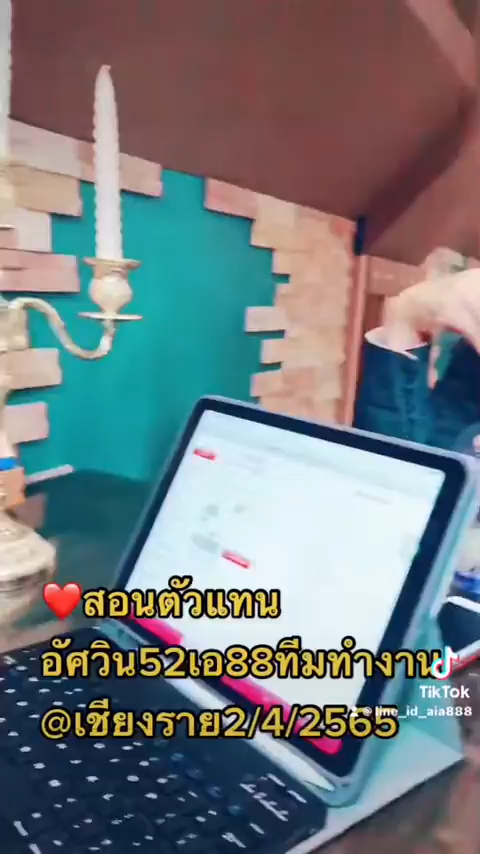 ❤️สอนตัวแทน
อัศวิน52เอ88ทีมทำงาน
@เชียงราย2/4/2565
TikTok
@line_id_aia888